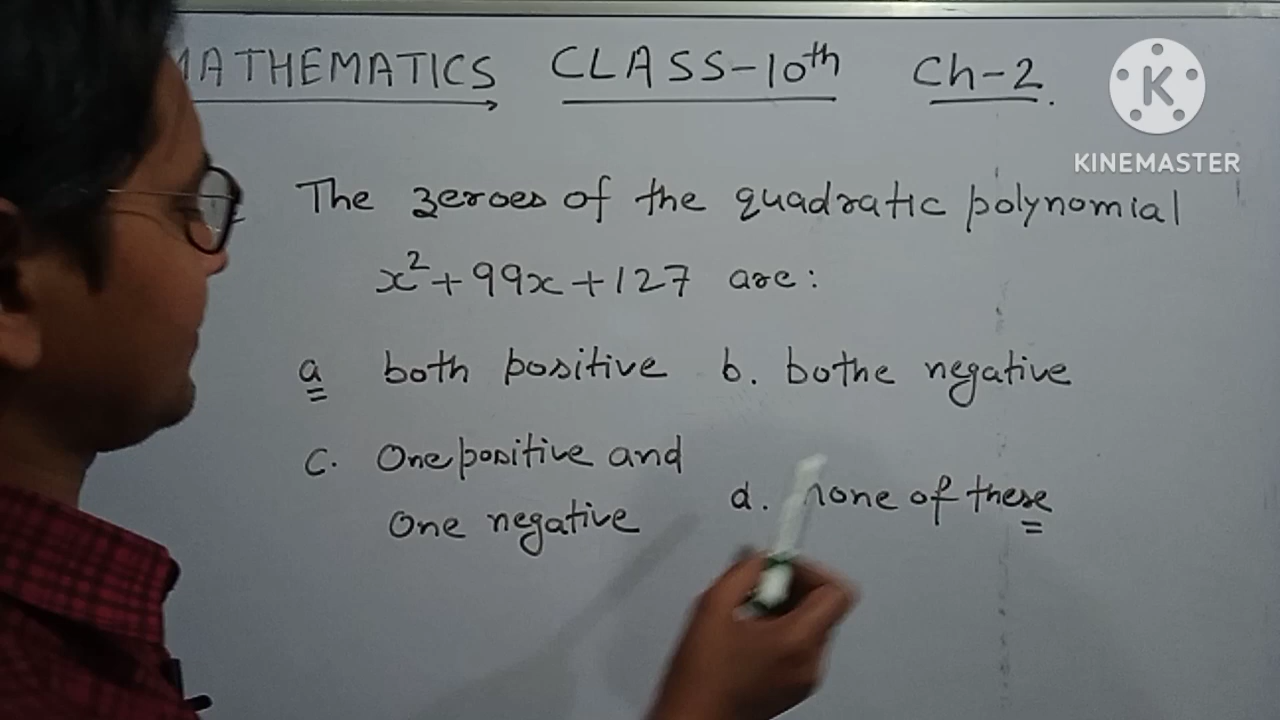 MATHEMATICS CLASS-10th Ch-2.
KINEMASTER
The zeroes of the quadratic polynomial
x²+99x+127 are:
a both positive b. bothe negative
c. One positive and
One negative d. none of these